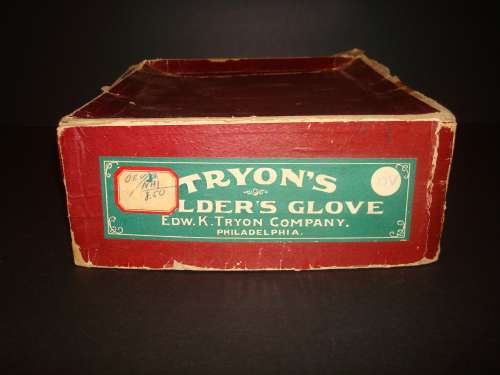 TRYON'S
LDER'S GLOVE
EDW. K. TRYON COMPANY.
PHILADELPHIA.